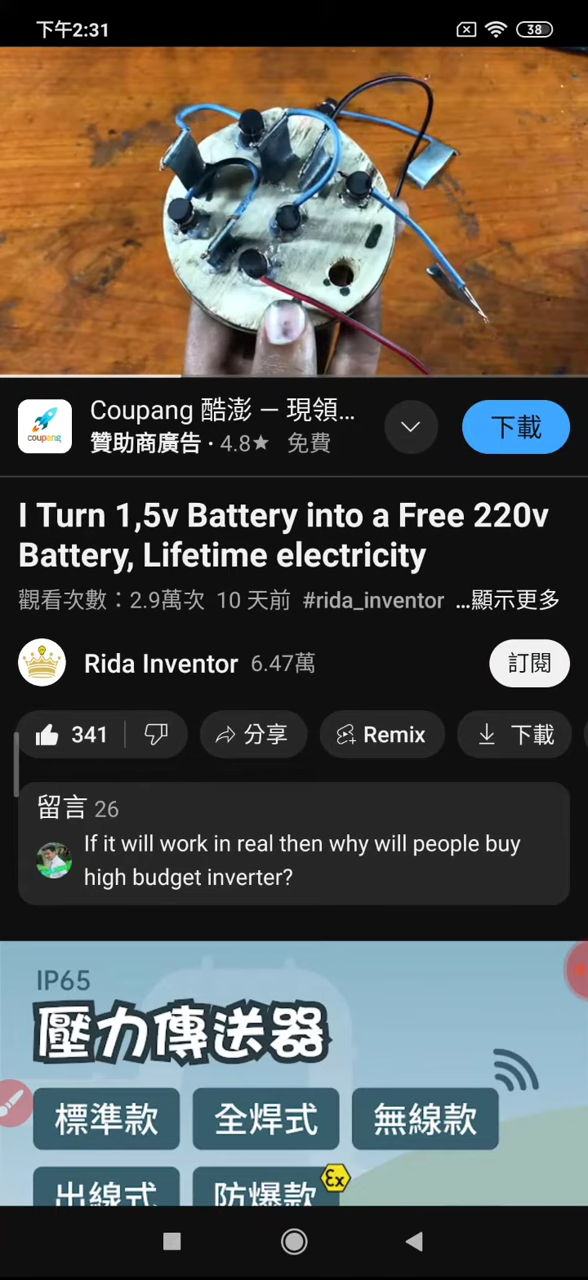 下午2:31
38
Coupang 酷澎 — 現領...
贊助商廣告 · 4.8★ 免費
下載
coupang
I Turn 1,5v Battery into a Free 220v
Battery, Lifetime electricity
觀看次數：2.9萬次 10 天前 #rida_inventor ...顯示更多
Rida Inventor 6.47萬
訂閱
341
分享
Remix
下載
留言 26
If it will work in real then why will people buy
high budget inverter?
IP65
壓力傳送器
標準款 全焊式 無線款
出線式 防爆款 Ex